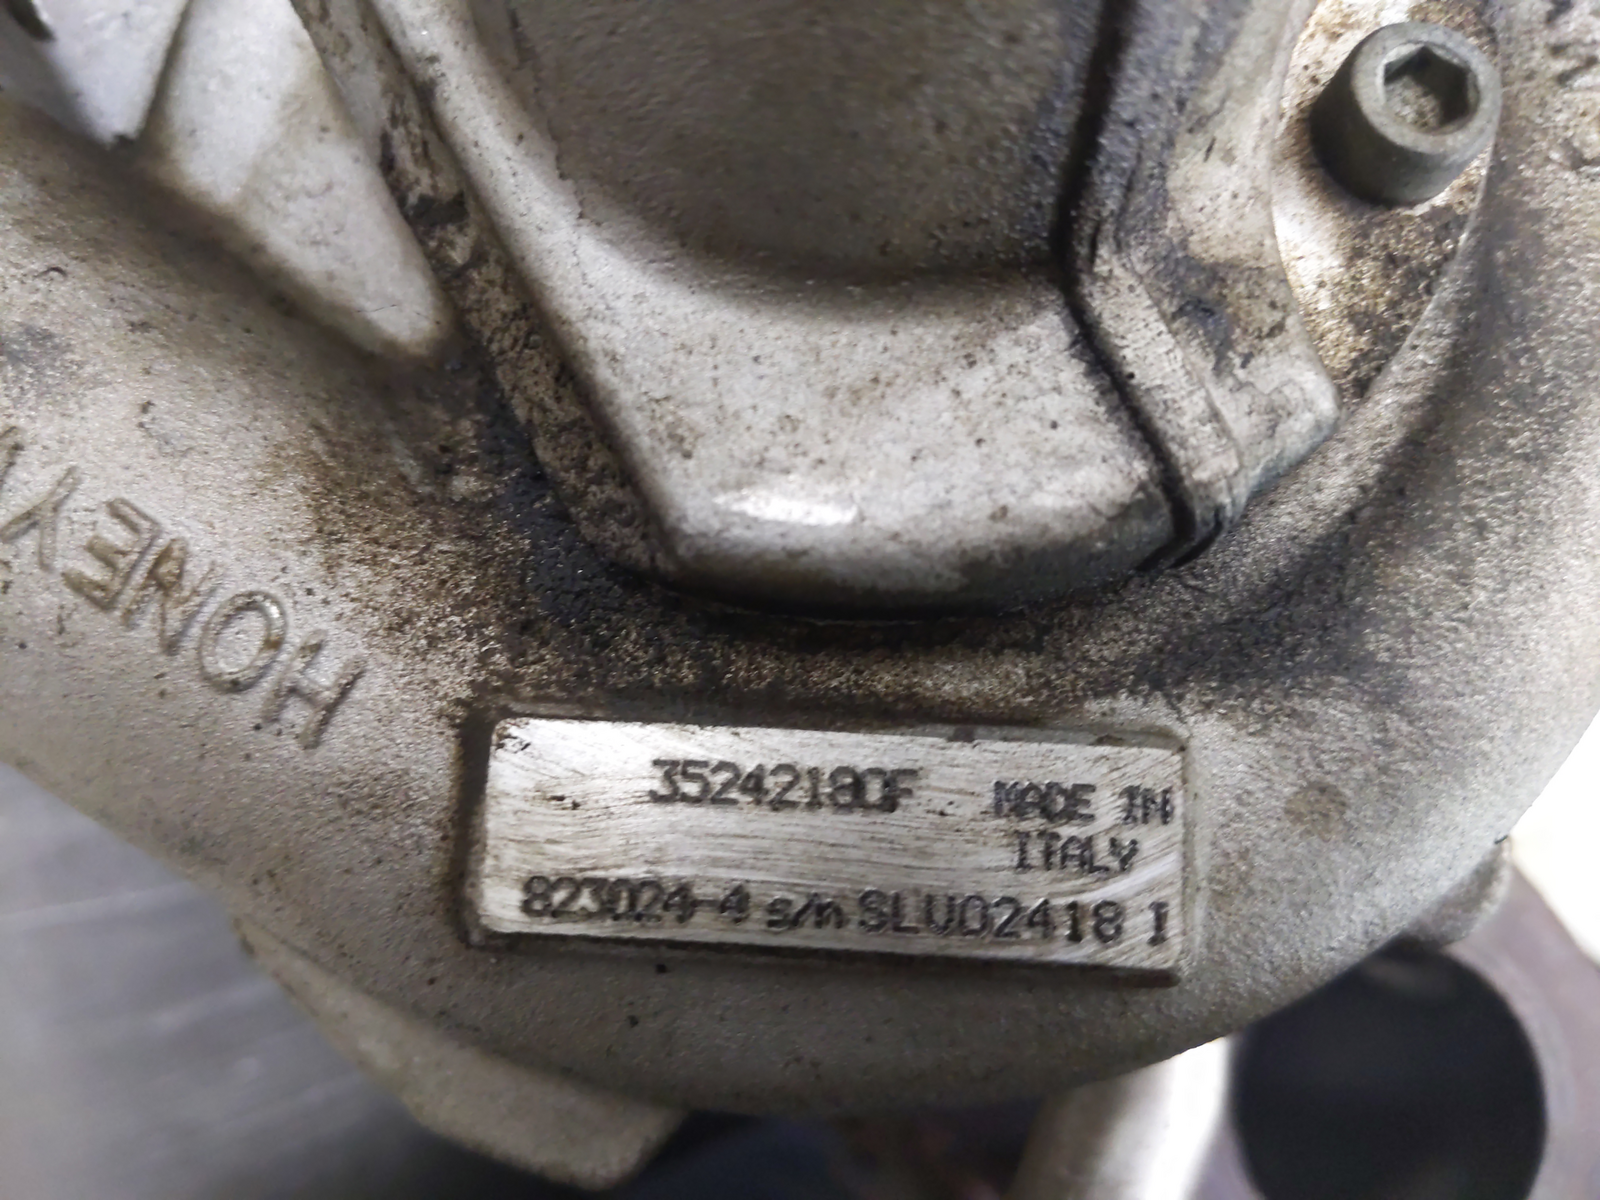 HONEY
35242180F MADE IN
ITALY
823024-4 s/n SLU02418 I